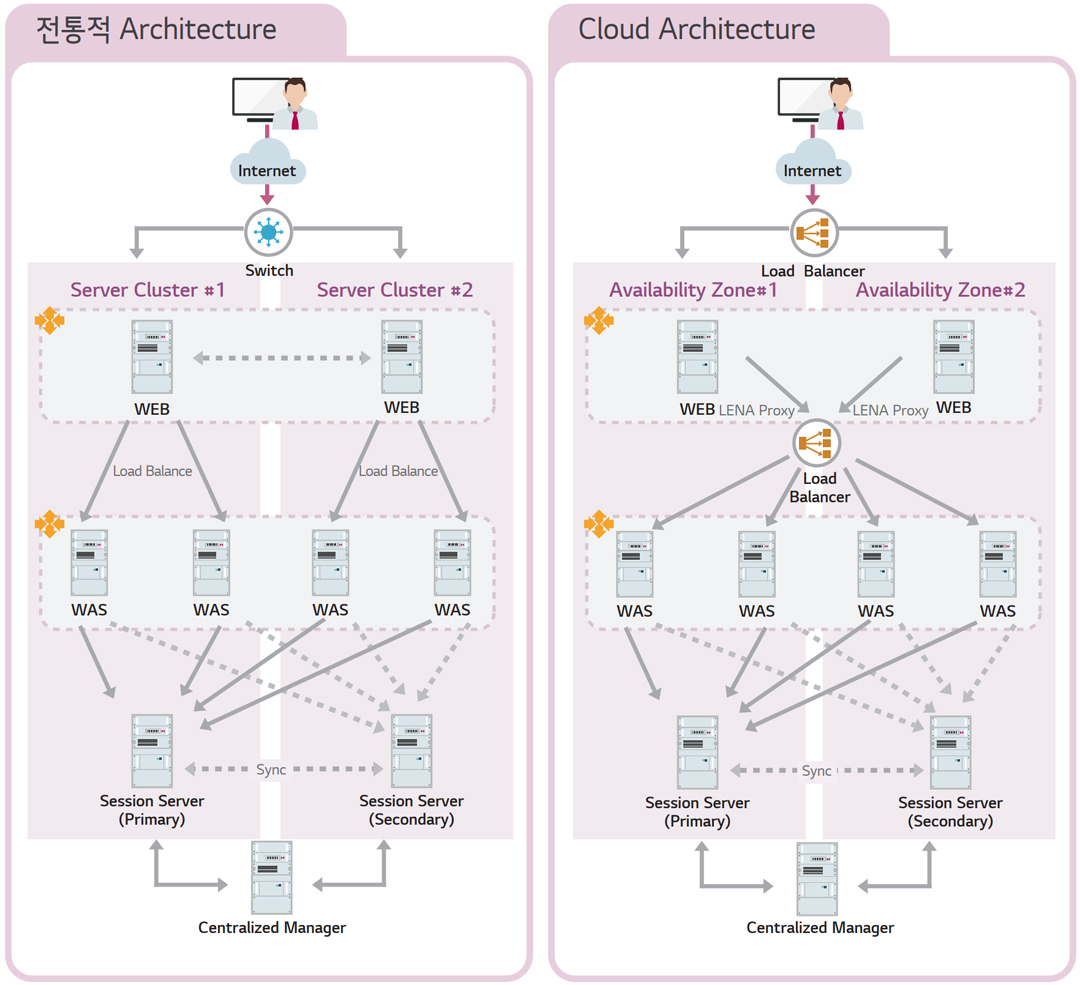 전통적 Architecture
Internet
Switch
Server Cluster #1
Server Cluster #2
WEB
WEB
Load Balance
Load Balance
WAS
WAS
WAS
WAS
Sync
Session Server
(Primary)
Session Server
(Secondary)
Centralized Manager
Cloud Architecture
Internet
Load Balancer
Availability Zone#1
Availability Zone#2
WEB
LENA Proxy
LENA Proxy
WEB
Load
Balancer
WAS
WAS
WAS
WAS
Sync
Session Server
(Primary)
Session Server
(Secondary)
Centralized Manager